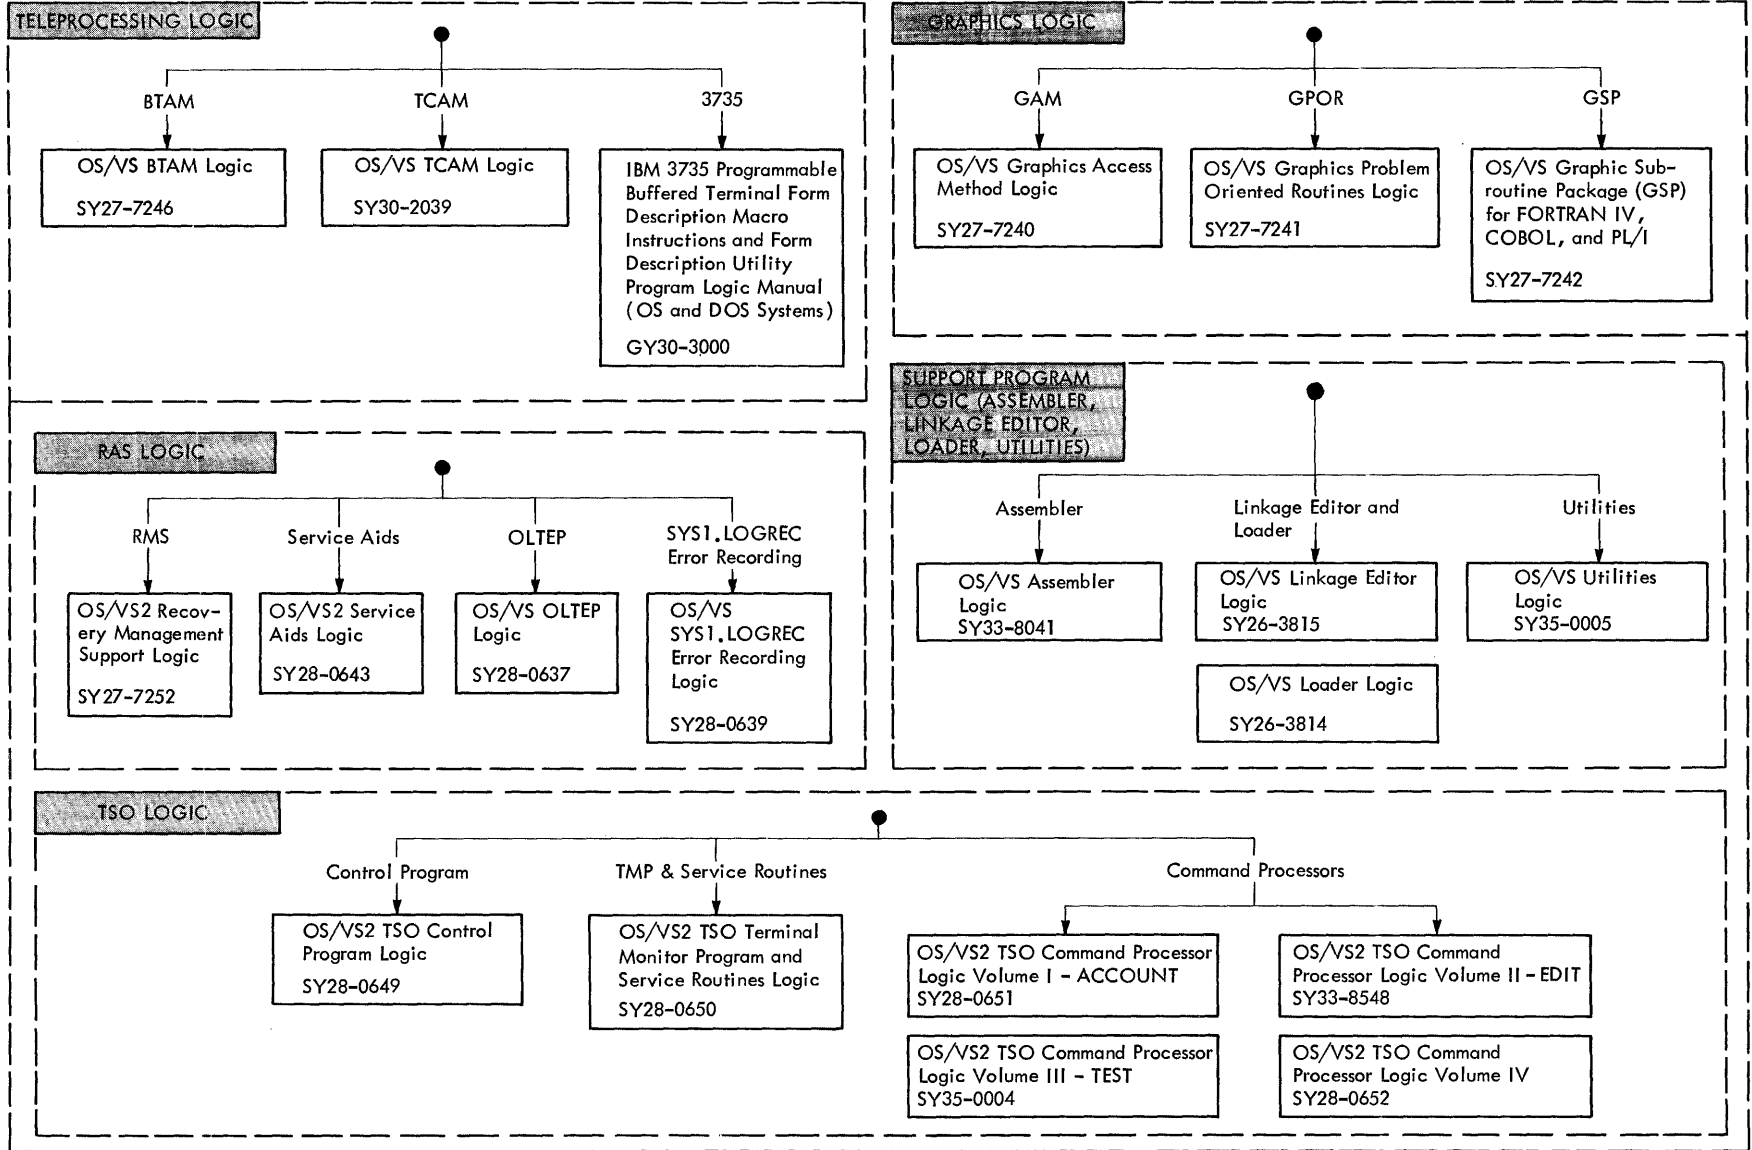 TELEPROCESSING LOGIC
BTAM
TCAM
3735
OS/VS BTAM Logic
SY27-7246
OS/VS TCAM Logic
SY30-2039
IBM 3735 Programmable
Buffered Terminal Form
Description Macro
Instructions and Form
Description Utility
Program Logic Manual
(OS and DOS Systems)
GY30-3000
GRAPHICS LOGIC
GAM
GPOR
GSP
OS/VS Graphics Access
Method Logic
SY27-7240
OS/VS Graphics Problem
Oriented Routines Logic
SY27-7241
OS/VS Graphic Sub-
routine Package (GSP)
for FORTRAN IV,
COBOL, and PL/I
SY27-7242
RAS LOGIC
RMS
Service Aids
OLTEP
SYS1.LOGREC
Error Recording
OS/VS2 Recov-
ery Management
Support Logic
SY27-7252
OS/VS2 Service
Aids Logic
SY28-0643
OS/VS OLTEP
Logic
SY28-0637
OS/VS
SYS1.LOGREC
Error Recording
Logic
SY28-0639
SUPPORT PROGRAM
LOGIC (ASSEMBLER,
LINKAGE EDITOR,
LOADER, UTILITIES)
Assembler
Linkage Editor and
Loader
Utilities
OS/VS Assembler
Logic
SY33-8041
OS/VS Linkage Editor
Logic
SY26-3815
OS/VS Utilities
Logic
SY35-0005
OS/VS Loader Logic
SY26-3814
TSO LOGIC
Control Program
TMP & Service Routines
Command Processors
OS/VS2 TSO Control
Program Logic
SY28-0649
OS/VS2 TSO Terminal
Monitor Program and
Service Routines Logic
SY28-0650
OS/VS2 TSO Command Processor
Logic Volume I - ACCOUNT
SY28-0651
OS/VS2 TSO Command
Processor Logic Volume II - EDIT
SY33-8548
OS/VS2 TSO Command Processor
Logic Volume III - TEST
SY35-0004
OS/VS2 TSO Command
Processor Logic Volume IV
SY28-0652